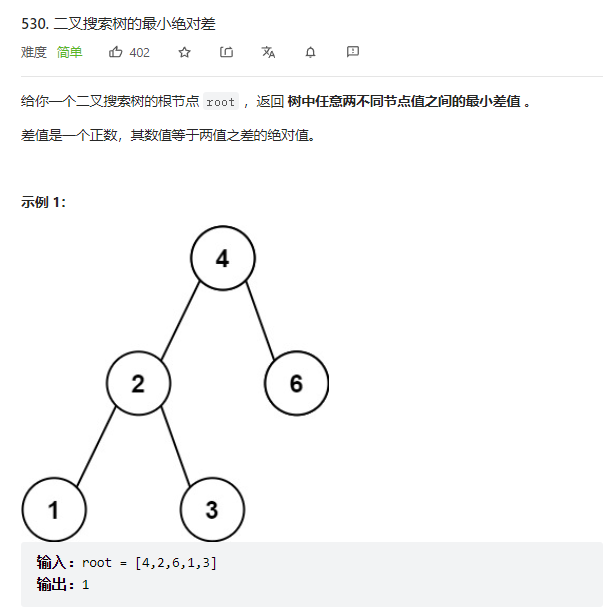 530. 二叉搜索树的最小绝对差
难度 简单 402
给你一个二叉搜索树的根节点 root ，返回 树中任意两不同节点值之间的最小差值 。
差值是一个正数，其数值等于两值之差的绝对值。
示例 1：
4
2 6
1 3
输入：root = [4,2,6,1,3]
输出：1